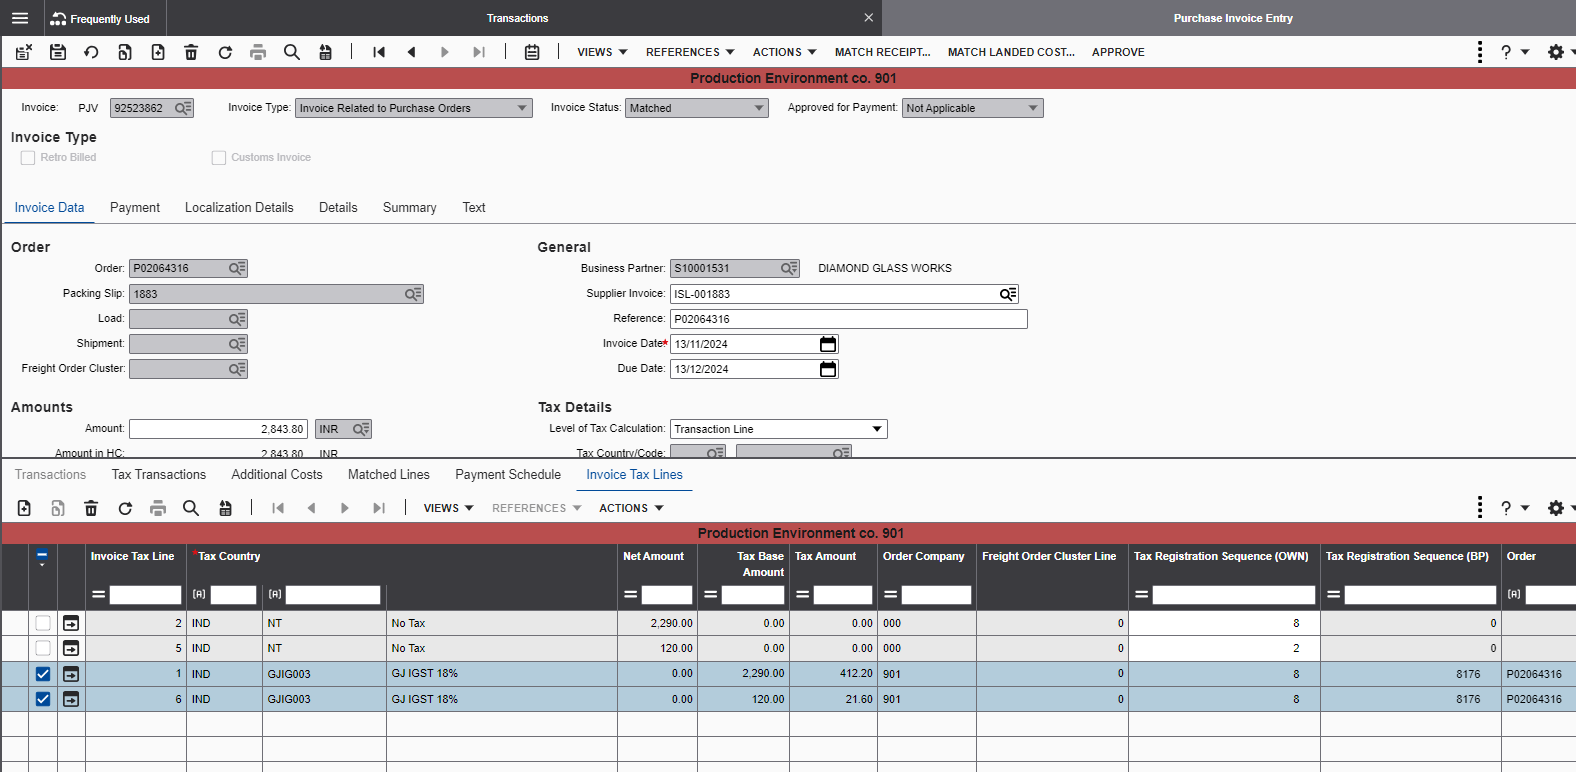 Frequently Used
Transactions
Purchase Invoice Entry
VIEWS REFERENCES ACTIONS MATCH RECEIPT... MATCH LANDED COST... APPROVE
Production Environment co. 901
Invoice: PJV 92523862 Invoice Type: Invoice Related to Purchase Orders Invoice Status: Matched Approved for Payment: Not Applicable
Invoice Type
Retro Billed Customs Invoice
Invoice Data Payment Localization Details Details Summary Text
Order General
Order: P02064316 Business Partner: S10001531 DIAMOND GLASS WORKS
Packing Slip: 1883 Supplier Invoice: ISL-001883
Load: Reference: P02064316
Shipment: Invoice Date:* 13/11/2024
Freight Order Cluster: Due Date: 13/12/2024
Amounts Tax Details
Amount: 2,843.80 INR Level of Tax Calculation: Transaction Line
Amount in HC: 2,843.80 INR Tax Country/Code:
Transactions Tax Transactions Additional Costs Matched Lines Payment Schedule Invoice Tax Lines
VIEWS REFERENCES ACTIONS
Production Environment co. 901
Invoice Tax Line *Tax Country Net Amount Tax Base Amount Tax Amount Order Company Freight Order Cluster Line Tax Registration Sequence (OWN) Tax Registration Sequence (BP) Order
2 IND NT No Tax 2,290.00 0.00 0.00 000 0 8 0
5 IND NT No Tax 120.00 0.00 0.00 000 0 2 0
1 IND GJIG003 GJ IGST 18% 0.00 2,290.00 412.20 901 0 8 8176 P02064316
6 IND GJIG003 GJ IGST 18% 0.00 120.00 21.60 901 0 8 8176 P02064316